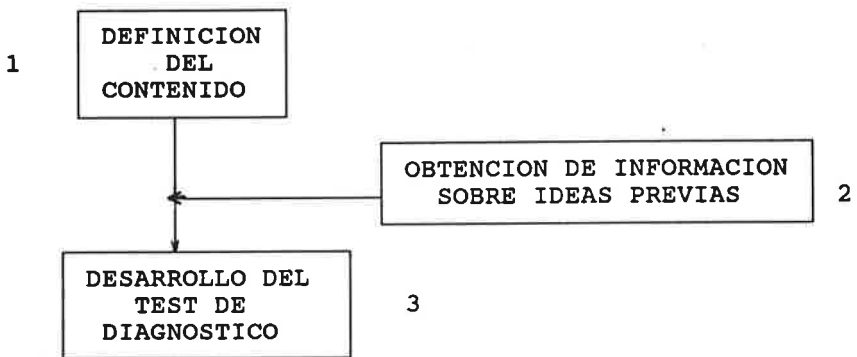 DEFINICION
1 DEL
CONTENIDO
OBTENCION DE INFORMACION
SOBRE IDEAS PREVIAS 2
DESARROLLO DEL
TEST DE 3
DIAGNOSTICO